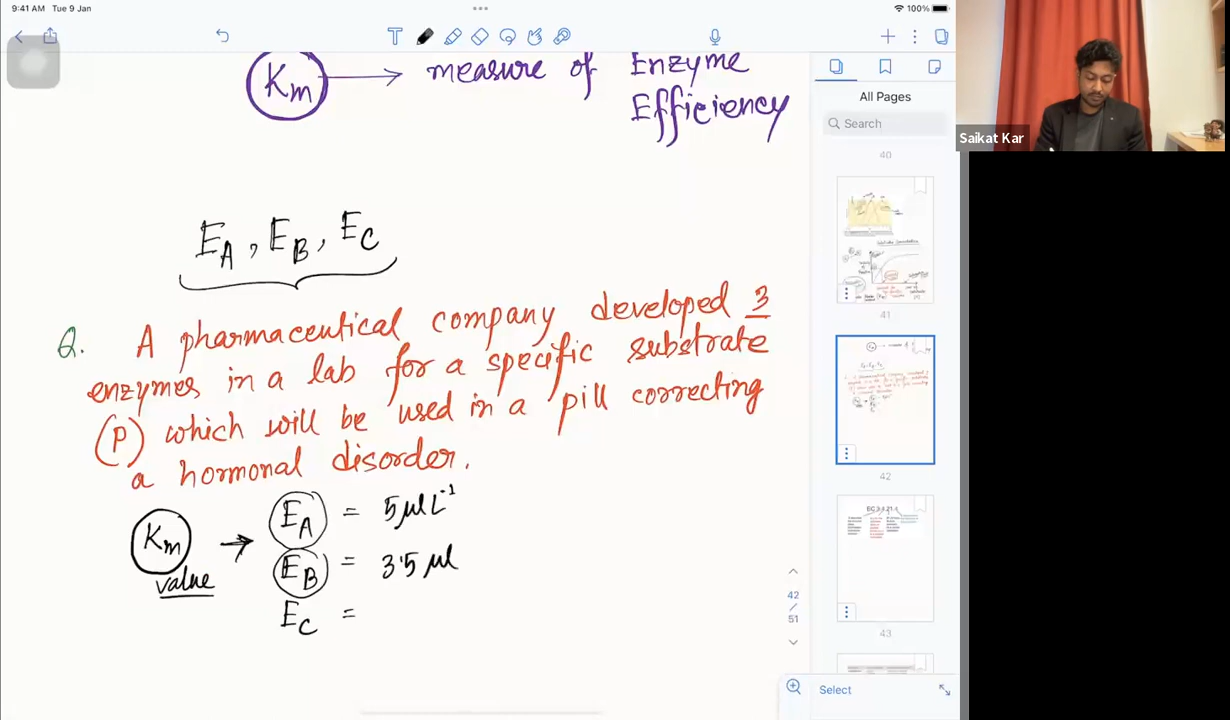 9:41 AM Tue 9 Jan
100%
Km → measure of Enzyme
Efficiency
EA, EB, EC
Q. A pharmaceutical company developed 3
enzymes in a lab for a specific substrate
(P) which will be used in a pill correcting
a hormonal disorder.
Km → EA = 5 μl L-1
value EB = 3.5 μl
EC =
All Pages
Search
40
41
42
43
42
/
51
Select
Saikat Kar